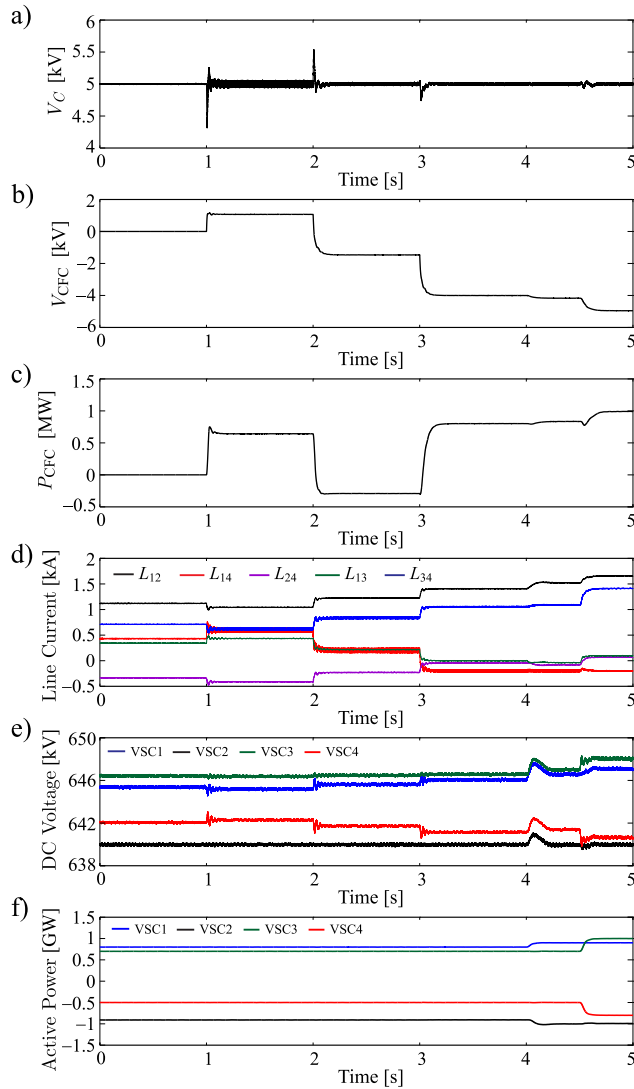 a)
V_C [kV]
6
5.5
5
4.5
4
0 1 2 3 4 5
Time [s]
b)
V_CFC [kV]
2
0
−2
−4
−6
0 1 2 3 4 5
Time [s]
c)
P_CFC [MW]
1.5
1
0.5
0
−0.5
0 1 2 3 4 5
Time [s]
d)
Line Current [kA]
2
1.5
1
0.5
0
−0.5
L_12 L_14 L_24 L_13 L_34
0 1 2 3 4 5
Time [s]
e)
DC Voltage [kV]
650
646
642
638
VSC1 VSC2 VSC3 VSC4
0 1 2 3 4 5
Time [s]
f)
Active Power [GW]
1.5
1
0.5
0
−0.5
−1
VSC1 VSC2 VSC3 VSC4
0 1 2 3 4 5
Time [s]